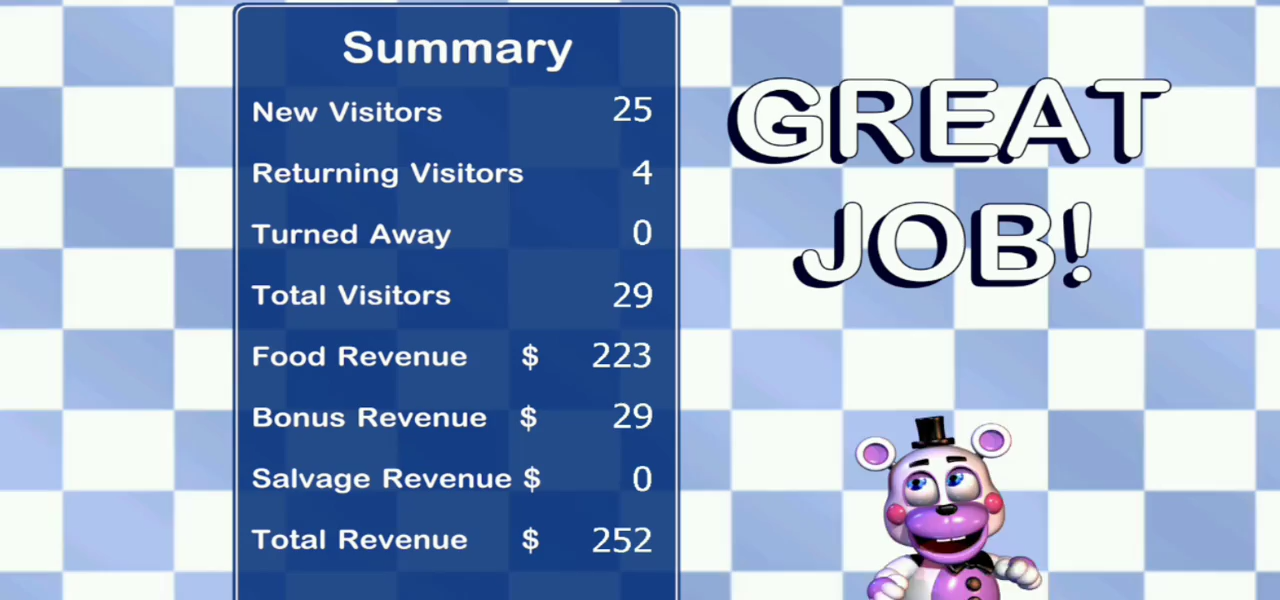 Summary
New Visitors 25
Returning Visitors 4
Turned Away 0
Total Visitors 29
Food Revenue $ 223
Bonus Revenue $ 29
Salvage Revenue $ 0
Total Revenue $ 252
GREAT
JOB!